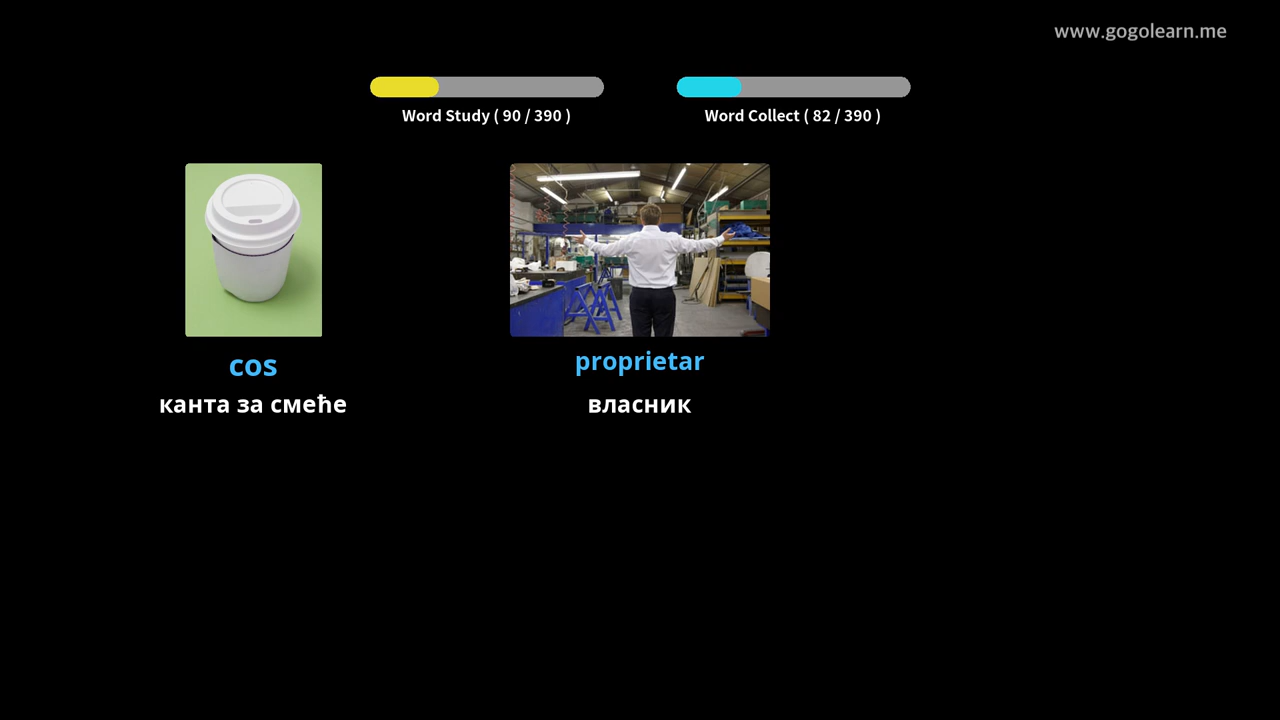 www.gogolearn.me
Word Study ( 90 / 390 )
Word Collect ( 82 / 390 )
cos
канта за смеће
proprietar
власник